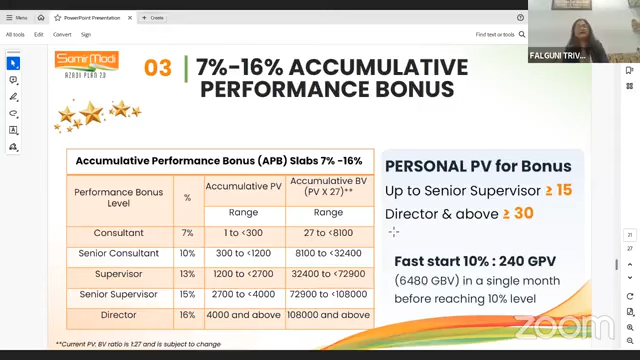 Menu
PowerPoint Presentation
+ Create
All tools
Edit
Convert
Sign
Find text or tools
FALGUNI TRIV...
Samir Modi
AZADI PLAN 2.0
03
7%-16% ACCUMULATIVE
PERFORMANCE BONUS
Accumulative Performance Bonus (APB) Slabs 7% -16%
Performance Bonus Level % Accumulative PV Accumulative BV (PV X 27)**
Range Range
Consultant 7% 1 to <300 27 to <8100
Senior Consultant 10% 300 to <1200 8100 to <32400
Supervisor 13% 1200 to <2700 32400 to <72900
Senior Supervisor 15% 2700 to <4000 72900 to <108000
Director 16% 4000 and above 108000 and above
*Current PV: BV ratio is 1:27 and is subject to change
PERSONAL PV for Bonus
Up to Senior Supervisor ≥ 15
Director & above ≥ 30
Fast start 10% : 240 GPV
(6480 GBV) in a single month
before reaching 10% level
21
27
zoom